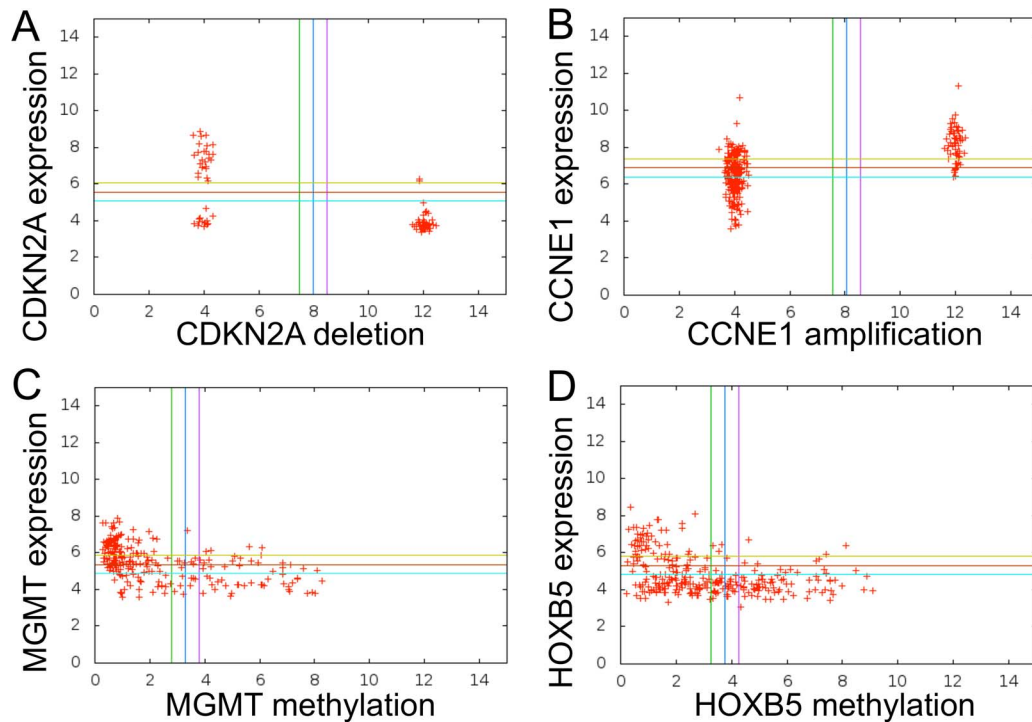 A
CDKN2A expression
14
12
10
8
6
4
2
0
0 2 4 6 8 10 12 14
CDKN2A deletion
B
CCNE1 expression
14
12
10
8
6
4
2
0
0 2 4 6 8 10 12 14
CCNE1 amplification
C
MGMT expression
14
12
10
8
6
4
2
0
0 2 4 6 8 10 12 14
MGMT methylation
D
HOXB5 expression
14
12
10
8
6
4
2
0
0 2 4 6 8 10 12 14
HOXB5 methylation